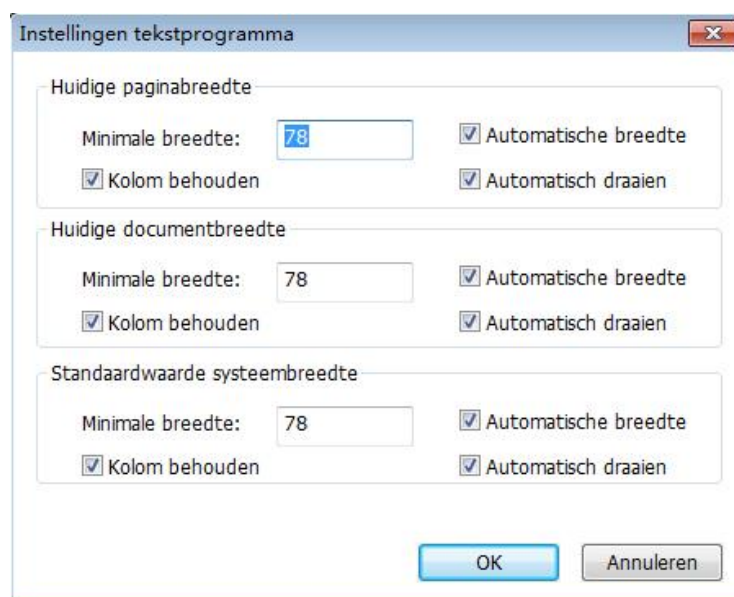 Instellingen tekstprogramma
Huidige paginabreedte
Minimale breedte: 78 Automatische breedte
Kolom behouden Automatisch draaien
Huidige documentbreedte
Minimale breedte: 78 Automatische breedte
Kolom behouden Automatisch draaien
Standaardwaarde systeembreedte
Minimale breedte: 78 Automatische breedte
Kolom behouden Automatisch draaien
OK Annuleren